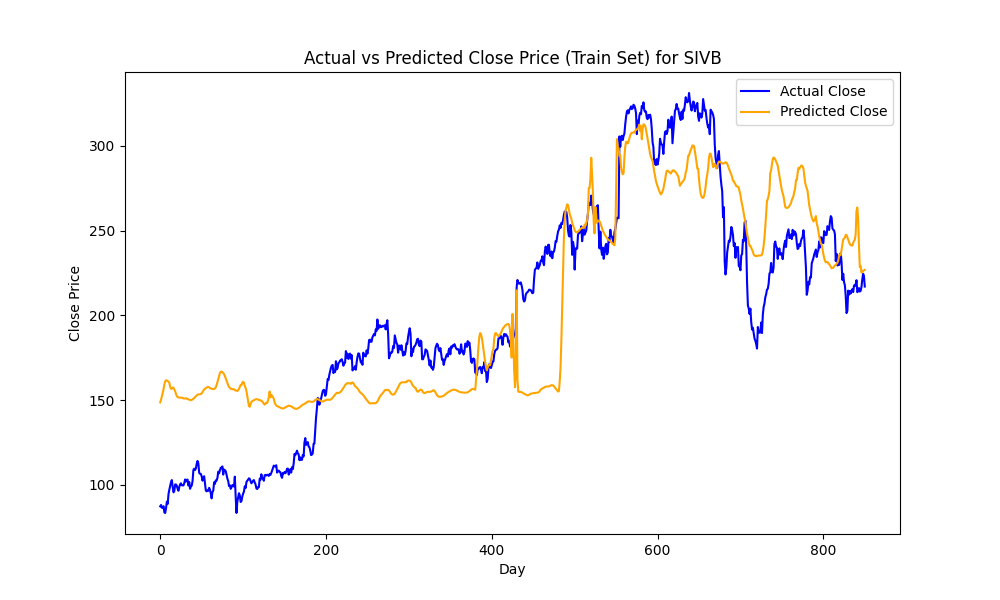 Actual vs Predicted Close Price (Train Set) for SIVB
Actual Close
Predicted Close
Close Price
300
250
200
150
100
0 200 400 600 800
Day